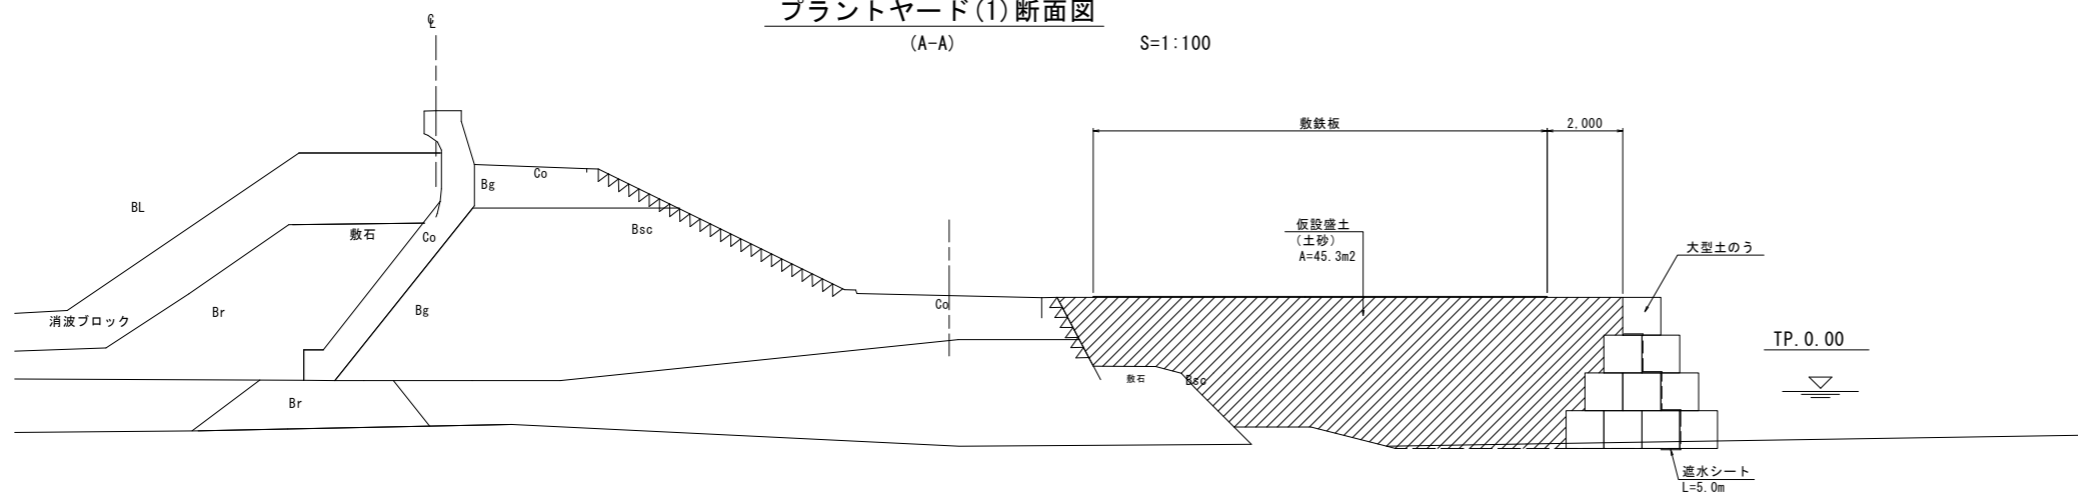 プラントヤード(1)断面図
(A-A) S=1:100
℄
敷鉄板
2,000
Co
Bg
BL
仮設盛土
(土砂)
A=45.3m2
Bsc
敷石
Co
大型土のう
Co
Br
Bg
消波ブロック
TP.0.00
敷石
Bsc
Br
遮水シート
L=5.0m